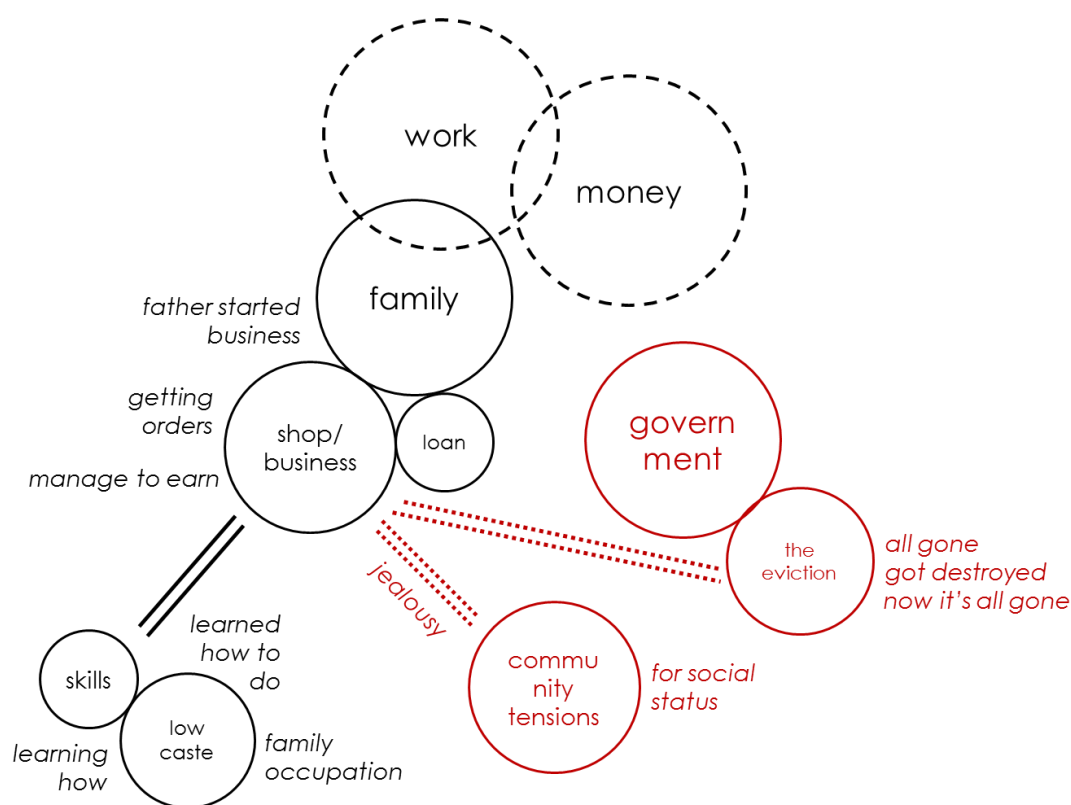 work
money
family
father started
business
getting
orders
shop/
business
loan
manage to earn
govern
ment
the
eviction
all gone
got destroyed
now it's all gone
jealousy
commu
nity
tensions
for social
status
learned
how to
do
skills
low
caste
learning
how
family
occupation